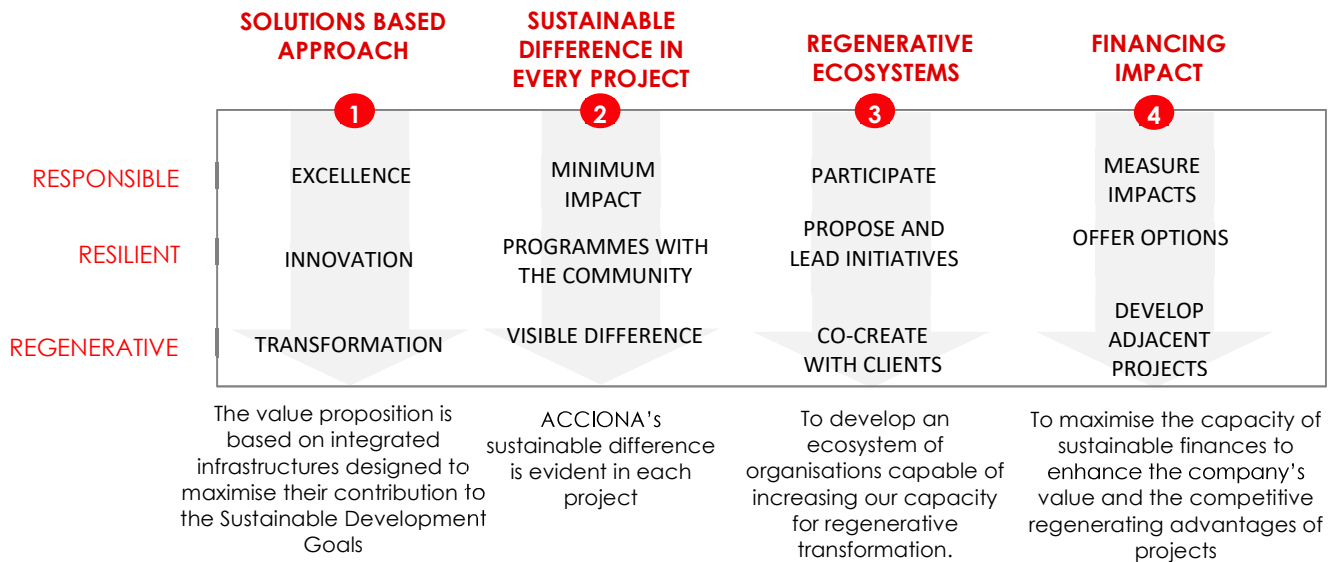 SOLUTIONS BASED
APPROACH
SUSTAINABLE
DIFFERENCE IN
EVERY PROJECT
REGENERATIVE
ECOSYSTEMS
FINANCING
IMPACT
1
2
3
4
RESPONSIBLE
EXCELLENCE
MINIMUM
IMPACT
PARTICIPATE
MEASURE
IMPACTS
RESILIENT
INNOVATION
PROGRAMMES WITH
THE COMMUNITY
PROPOSE AND
LEAD INITIATIVES
OFFER OPTIONS
REGENERATIVE
TRANSFORMATION
VISIBLE DIFFERENCE
CO-CREATE
WITH CLIENTS
DEVELOP
ADJACENT
PROJECTS
The value proposition is
based on integrated
infrastructures designed to
maximise their contribution to
the Sustainable Development
Goals
ACCIONA’s
sustainable difference
is evident in each
project
To develop an
ecosystem of
organisations capable of
increasing our capacity
for regenerative
transformation.
To maximise the capacity of
sustainable finances to
enhance the company’s
value and the competitive
regenerating advantages of
projects